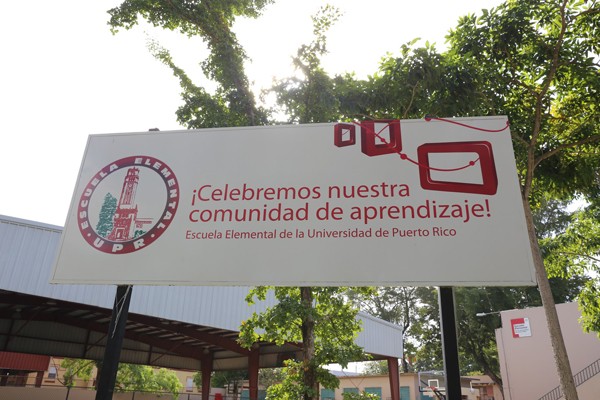 ESCUELA ELEMENTAL
UPR
¡Celebremos nuestra
comunidad de aprendizaje!
Escuela Elemental de la Universidad de Puerto Rico